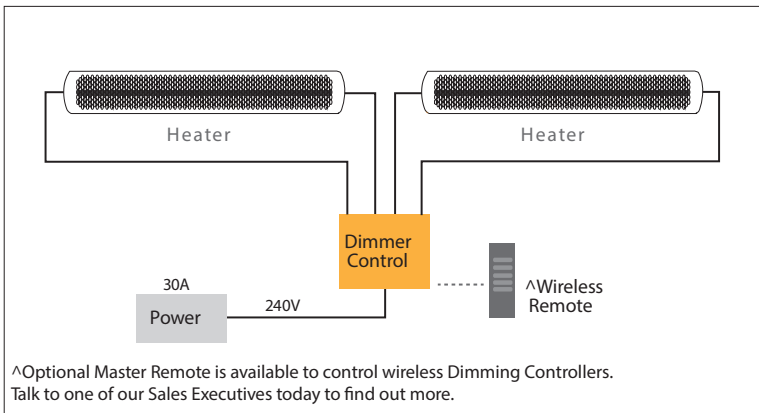 Heater
Heater
Dimmer
Control
^Wireless
Remote
30A
Power
240V
^Optional Master Remote is available to control wireless Dimming Controllers.
Talk to one of our Sales Executives today to find out more.